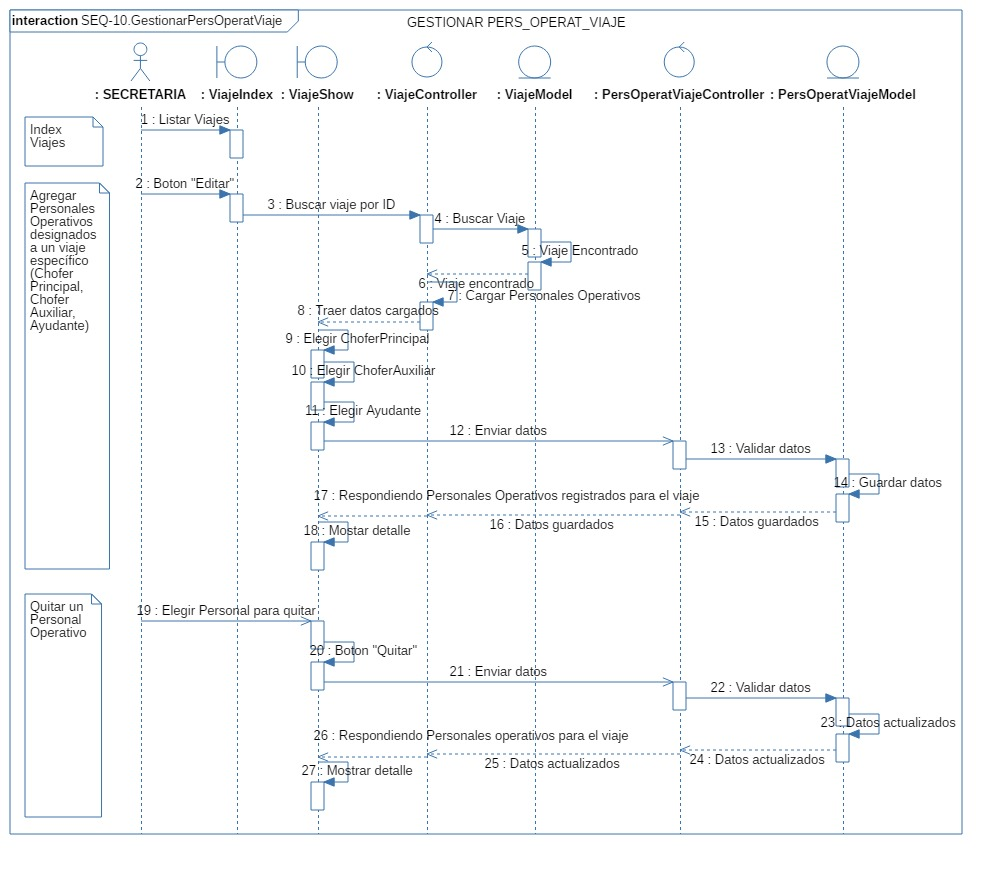 interaction SEQ-10.GestionarPersOperatViaje
GESTIONAR PERS_OPERAT_VIAJE
: SECRETARIA
: ViajeIndex
: ViajeShow
: ViajeController
: ViajeModel
: PersOperatViajeController
: PersOperatViajeModel
Index
Viajes
1 : Listar Viajes
Agregar
Personales
Operativos
designados
a un viaje
específico
(Chofer
Principal,
Chofer
Auxiliar,
Ayudante)
2 : Boton "Editar"
3 : Buscar viaje por ID
4 : Buscar Viaje
5 : Viaje Encontrado
6 : Viaje encontrado
7 : Cargar Personales Operativos
8 : Traer datos cargados
9 : Elegir ChoferPrincipal
10 : Elegir ChoferAuxiliar
11 : Elegir Ayudante
12 : Enviar datos
13 : Validar datos
14 : Guardar datos
17 : Respondiendo Personales Operativos registrados para el viaje
16 : Datos guardados
15 : Datos guardados
18 : Mostar detalle
Quitar un
Personal
Operativo
19 : Elegir Personal para quitar
20 : Boton "Quitar"
21 : Enviar datos
22 : Validar datos
23 : Datos actualizados
26 : Respondiendo Personales operativos para el viaje
25 : Datos actualizados
24 : Datos actualizados
27 : Mostrar detalle